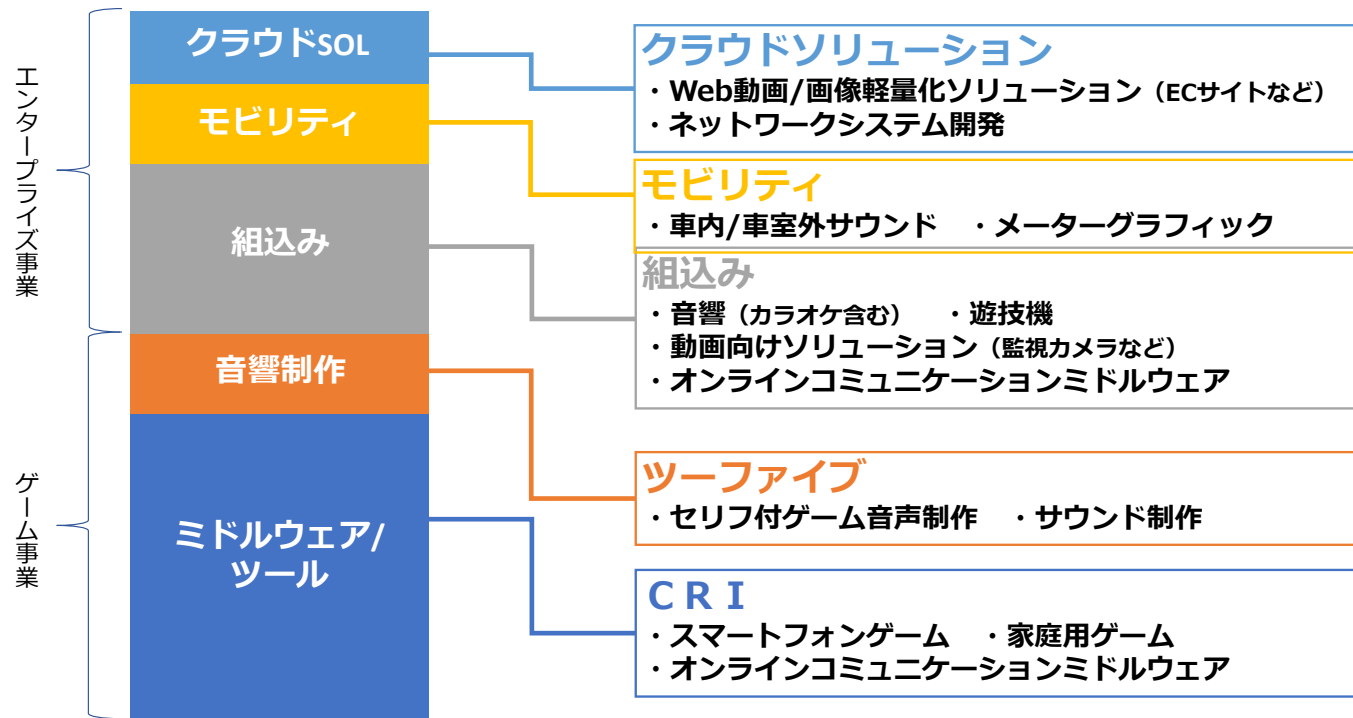 エンタープライズ事業
ゲーム事業
クラウドSOL
モビリティ
組込み
音響制作
ミドルウェア/
ツール
クラウドソリューション
・Web動画/画像軽量化ソリューション（ECサイトなど）
・ネットワークシステム開発
モビリティ
・車内/車室外サウンド　・メーターグラフィック
組込み
・音響（カラオケ含む）　・遊技機
・動画向けソリューション（監視カメラなど）
・オンラインコミュニケーションミドルウェア
ツーファイブ
・セリフ付ゲーム音声制作　・サウンド制作
ＣＲＩ
・スマートフォンゲーム　・家庭用ゲーム
・オンラインコミュニケーションミドルウェア